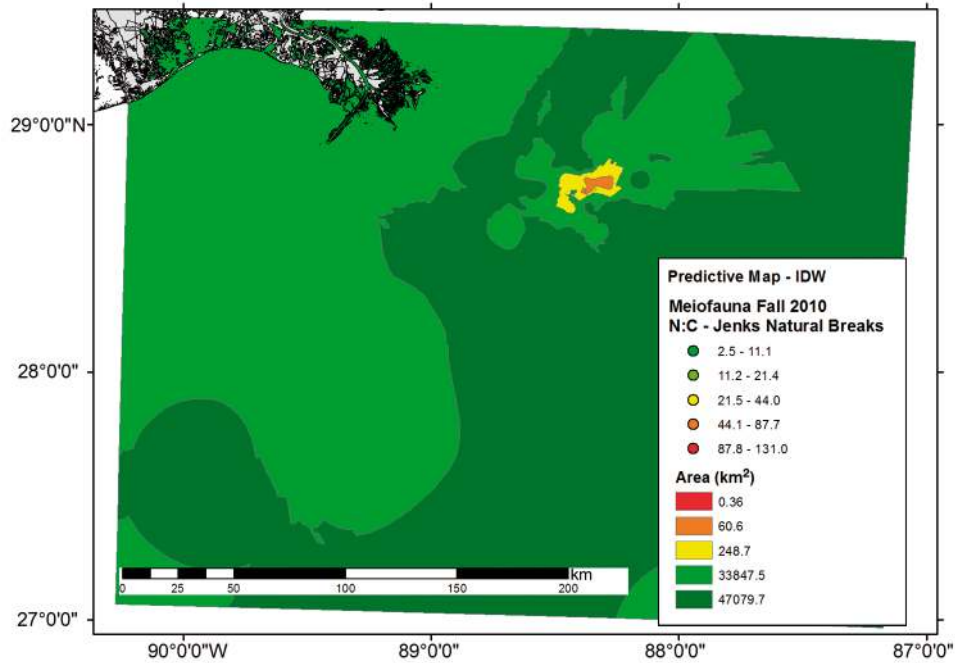 29°0'0"N
28°0'0"
27°0'0"
90°0'0"W
89°0'0"
88°0'0"
87°0'0"
0 25 50 100 150 200 km
Predictive Map - IDW
Meiofauna Fall 2010
N:C - Jenks Natural Breaks
2.5 - 11.1
11.2 - 21.4
21.5 - 44.0
44.1 - 87.7
87.8 - 131.0
Area (km²)
0.36
60.6
248.7
33847.5
47079.7